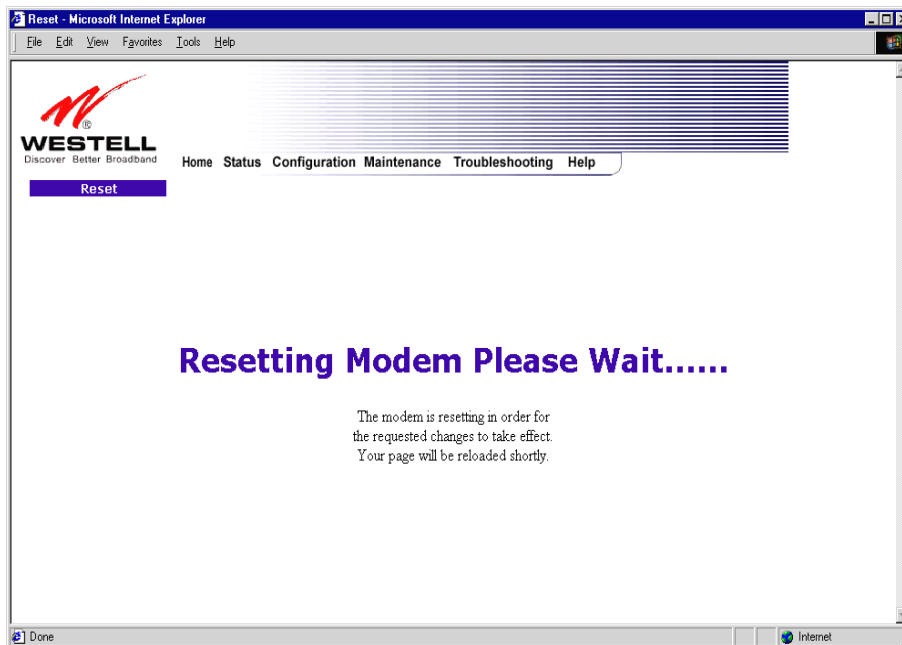 Reset - Microsoft Internet Explorer
File Edit View Favorites Tools Help
WESTELL
®
Discover Better Broadband
Home Status Configuration Maintenance Troubleshooting Help
Reset
Resetting Modem Please Wait......
The modem is resetting in order for
the requested changes to take effect.
Your page will be reloaded shortly.
Done
Internet